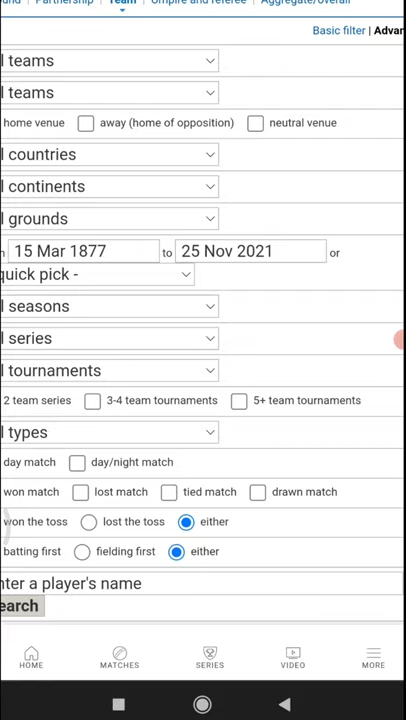 Partnership | Team | Umpire and referee | Aggregate/overall
Basic filter | Advan
l teams
l teams
home venue away (home of opposition) neutral venue
l countries
l continents
l grounds
15 Mar 1877 to 25 Nov 2021 or
quick pick -
l seasons
l series
l tournaments
2 team series 3-4 team tournaments 5+ team tournaments
l types
day match day/night match
won match lost match tied match drawn match
won the toss lost the toss either
batting first fielding first either
nter a player's name
earch
HOME MATCHES SERIES VIDEO MORE